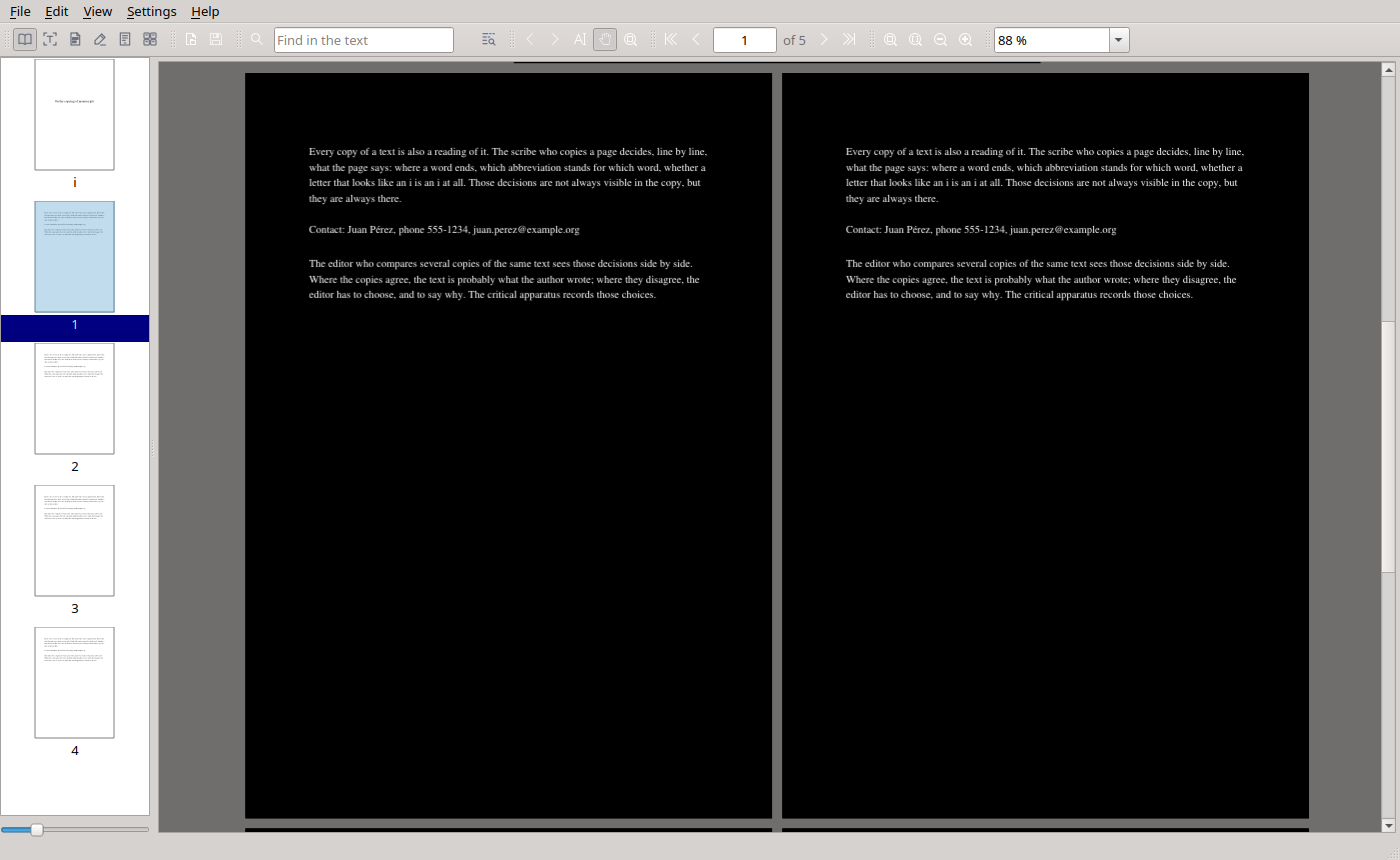 File Edit View Settings Help
Find in the text
1 of 5
88 %
i
1
2
3
4
Every copy of a text is also a reading of it. The scribe who copies a page decides, line by line,
what the page says: where a word ends, which abbreviation stands for which word, whether a
letter that looks like an i is an i at all. Those decisions are not always visible in the copy, but
they are always there.
Contact: Juan Pérez, phone 555-1234, juan.perez@example.org
The editor who compares several copies of the same text sees those decisions side by side.
Where the copies agree, the text is probably what the author wrote; where they disagree, the
editor has to choose, and to say why. The critical apparatus records those choices.
Every copy of a text is also a reading of it. The scribe who copies a page decides, line by line,
what the page says: where a word ends, which abbreviation stands for which word, whether a
letter that looks like an i is an i at all. Those decisions are not always visible in the copy, but
they are always there.
Contact: Juan Pérez, phone 555-1234, juan.perez@example.org
The editor who compares several copies of the same text sees those decisions side by side.
Where the copies agree, the text is probably what the author wrote; where they disagree, the
editor has to choose, and to say why. The critical apparatus records those choices.